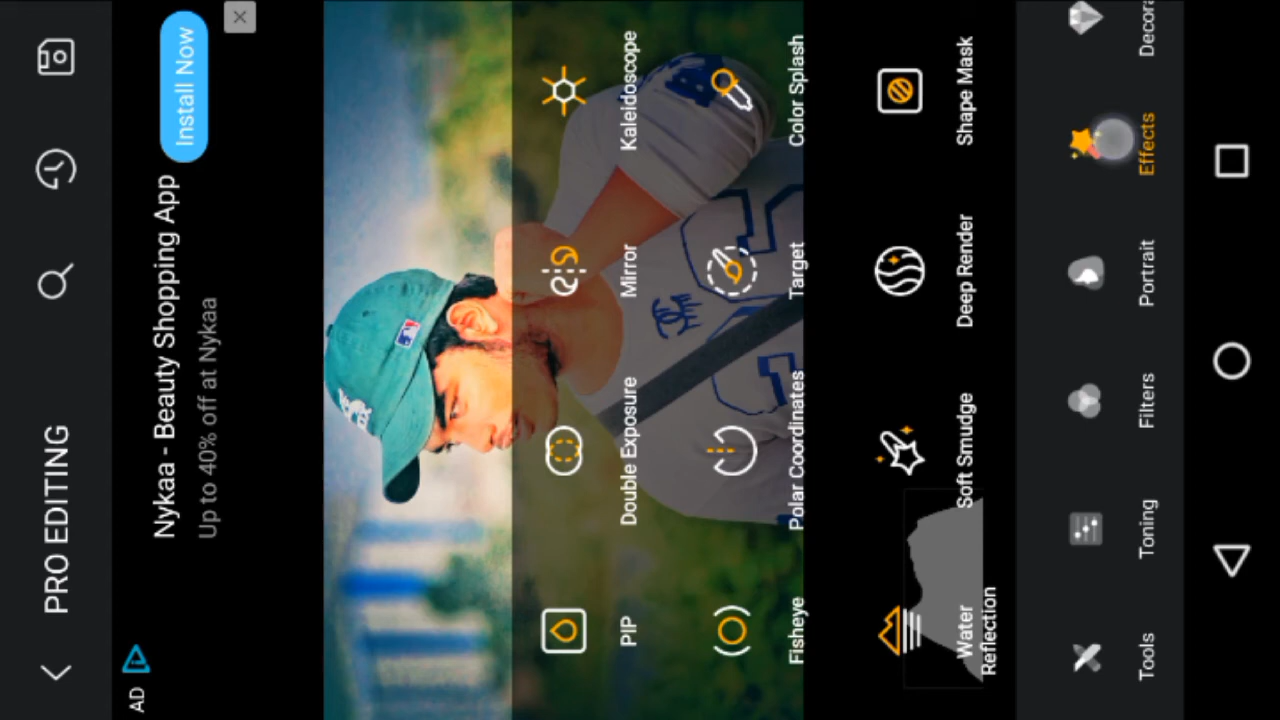 PRO EDITING
AD
Nykaa - Beauty Shopping App
Up to 40% off at Nykaa
Install Now
PIP
Double Exposure
Mirror
Kaleidoscope
Fisheye
Polar Coordinates
Target
Color Splash
Water
Reflection
Soft Smudge
Deep Render
Shape Mask
Tools
Toning
Filters
Portrait
Effects